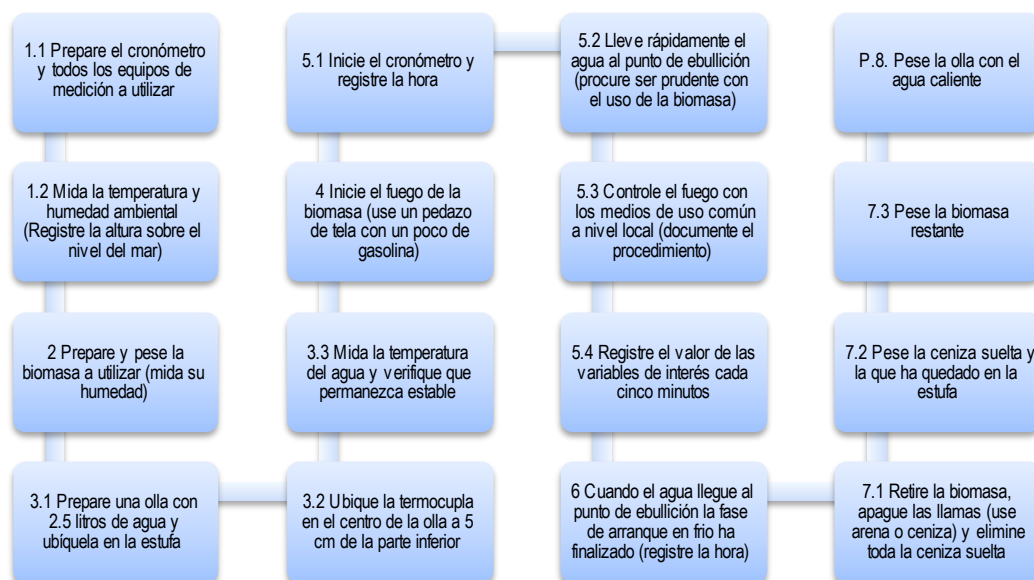 1.1 Prepare el cronómetro
y todos los equipos de
medición a utilizar
1.2 Mida la temperatura y
humedad ambiental
(Registre la altura sobre el
nivel del mar)
2 Prepare y pese la
biomasa a utilizar (mida su
humedad)
3.1 Prepare una olla con
2.5 litros de agua y
ubíquela en la estufa
3.2 Ubique la termocupla
en el centro de la olla a 5
cm de la parte inferior
3.3 Mida la temperatura
del agua y verifique que
permanezca estable
4 Inicie el fuego de la
biomasa (use un pedazo
de tela con un poco de
gasolina)
5.1 Inicie el cronómetro y
registre la hora
5.2 Lleve rápidamente el
agua al punto de ebullición
(procure ser prudente con
el uso de la biomasa)
5.3 Controle el fuego con
los medios de uso común
a nivel local (documente el
procedimiento)
5.4 Registre el valor de las
variables de interés cada
cinco minutos
6 Cuando el agua llegue al
punto de ebullición la fase
de arranque en frio ha
finalizado (registre la hora)
7.1 Retire la biomasa,
apague las llamas (use
arena o ceniza) y elimine
toda la ceniza suelta
7.2 Pese la ceniza suelta y
la que ha quedado en la
estufa
7.3 Pese la biomasa
restante
P.8. Pese la olla con el
agua caliente